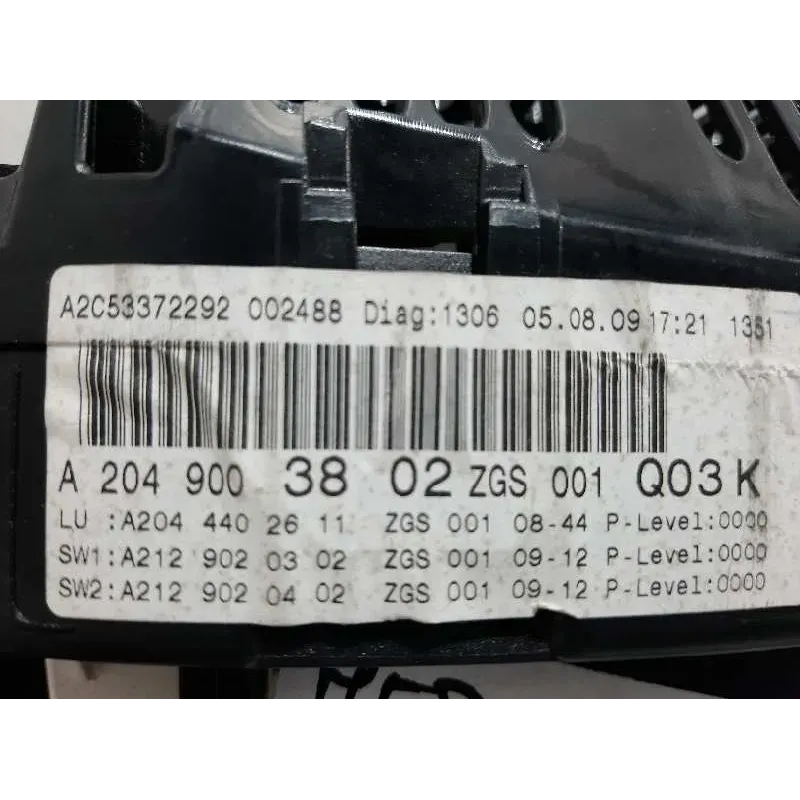 A2C53372292 002488 Diag:1306 05.08.09 17:21 1351
A 204 900 38 02 ZGS 001 Q03 K
LU :A204 440 26 11 ZGS 001 08-44 P-Level:0000
SW1:A212 902 03 02 ZGS 001 09-12 P-Level:0000
SW2:A212 902 04 02 ZGS 001 09-12 P-Level:0000